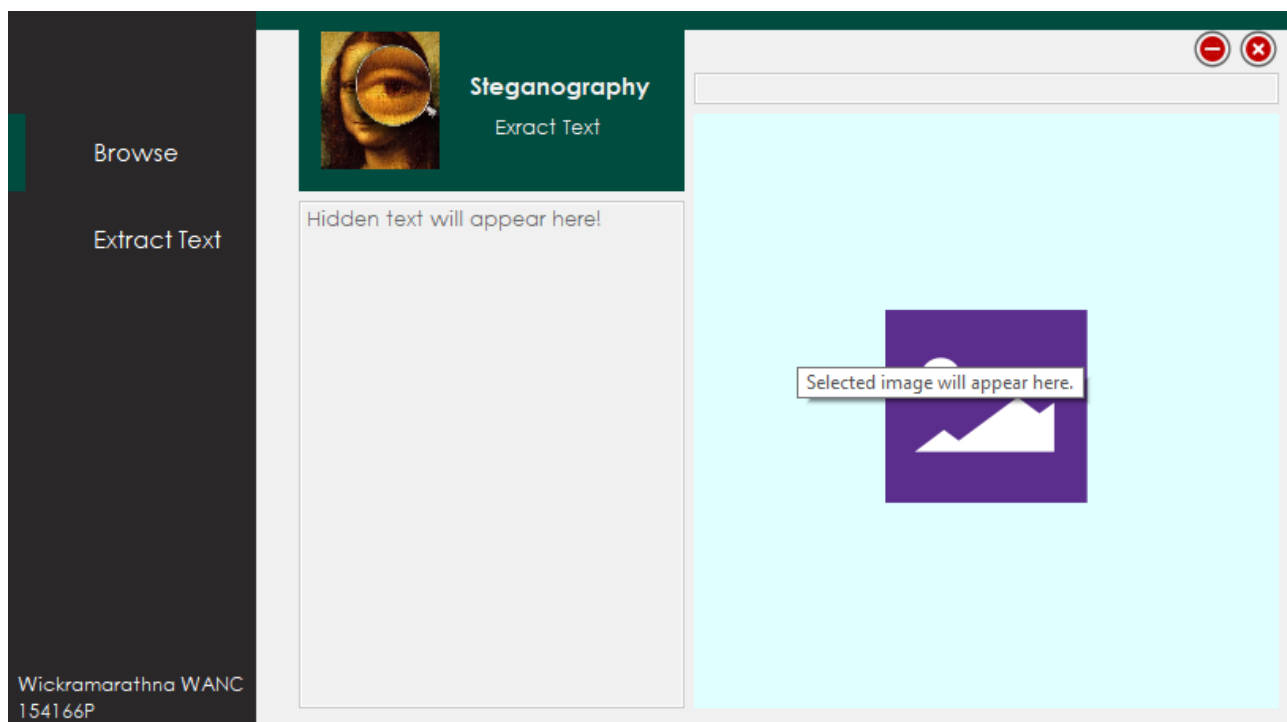 Browse
Extract Text
Wickramarathna WANC
154166P
Steganography
Exract Text
Hidden text will appear here!
Selected image will appear here.